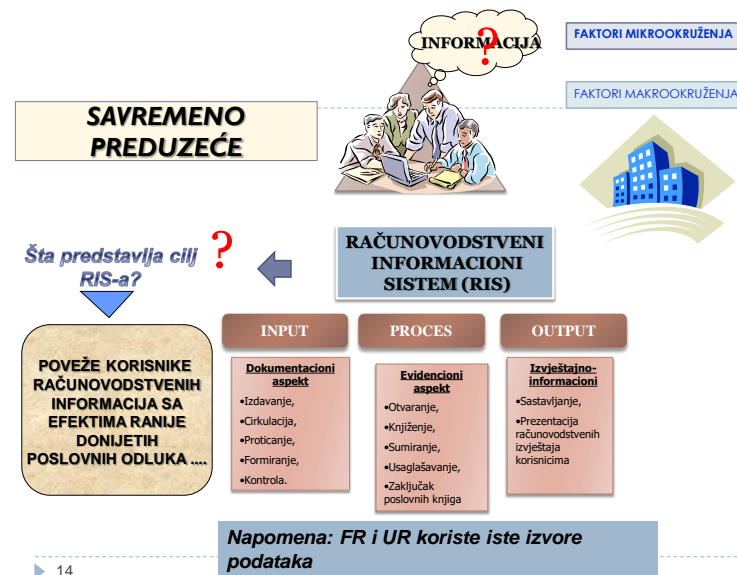 INFORMACIJA
?
FAKTORI MIKROOKRUŽENJA
FAKTORI MAKROOKRUŽENJA
SAVREMENO
PREDUZEĆE
Šta predstavlja cilj
RIS-a?
?
RAČUNOVODSTVENI
INFORMACIONI
SISTEM (RIS)
POVEŽE KORISNIKE
RAČUNOVODSTVENIH
INFORMACIJA SA
EFEKTIMA RANIJE
DONIJETIH
POSLOVNIH ODLUKA ....
INPUT
Dokumentacioni
aspekt
•Izdavanje,
•Cirkulacija,
•Proticanje,
•Formiranje,
•Kontrola.
PROCES
Evidencioni
aspekt
•Otvaranje,
•Knjiženje,
•Sumiranje,
•Usaglašavanje,
•Zaključak
poslovnih knjiga
OUTPUT
Izvještajno-
informacioni
•Sastavljanje,
•Prezentacija
računovodstvenih
izvještaja
korisnicima
Napomena: FR i UR koriste iste izvore
podataka
14